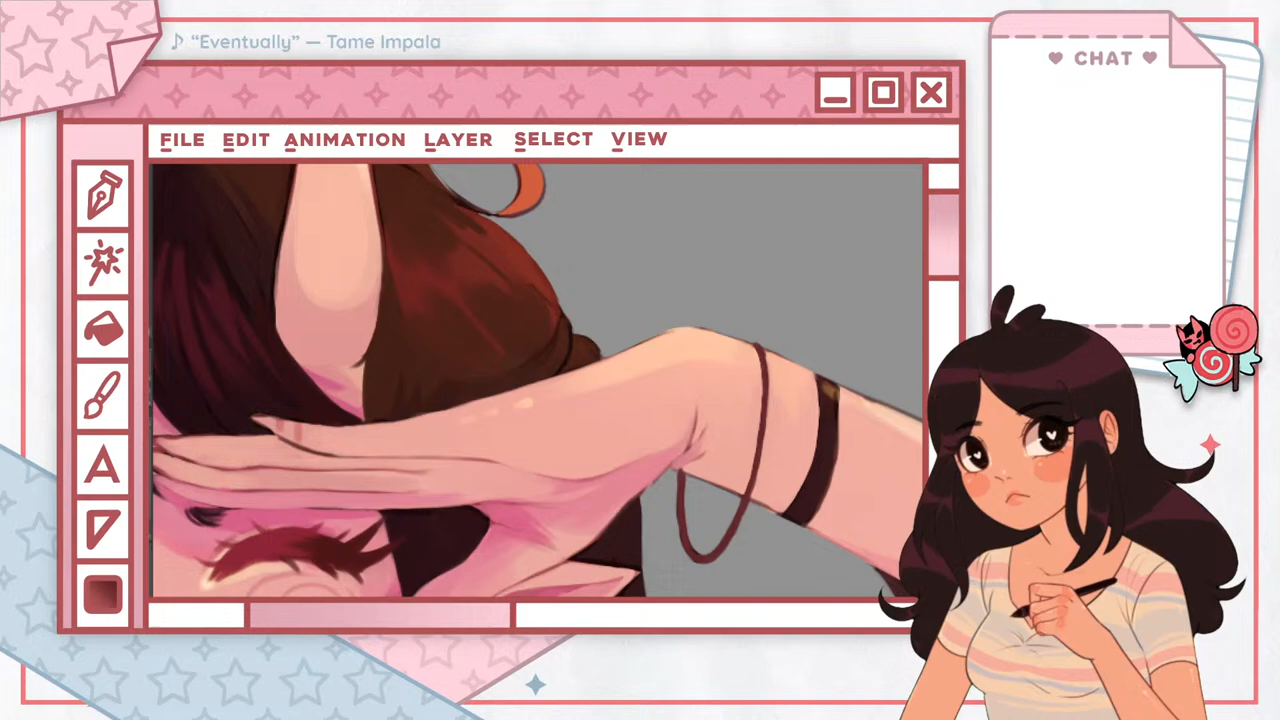 ♪ “Eventually” — Tame Impala
♥ CHAT ♥
FILE EDIT ANIMATION LAYER SELECT VIEW
A